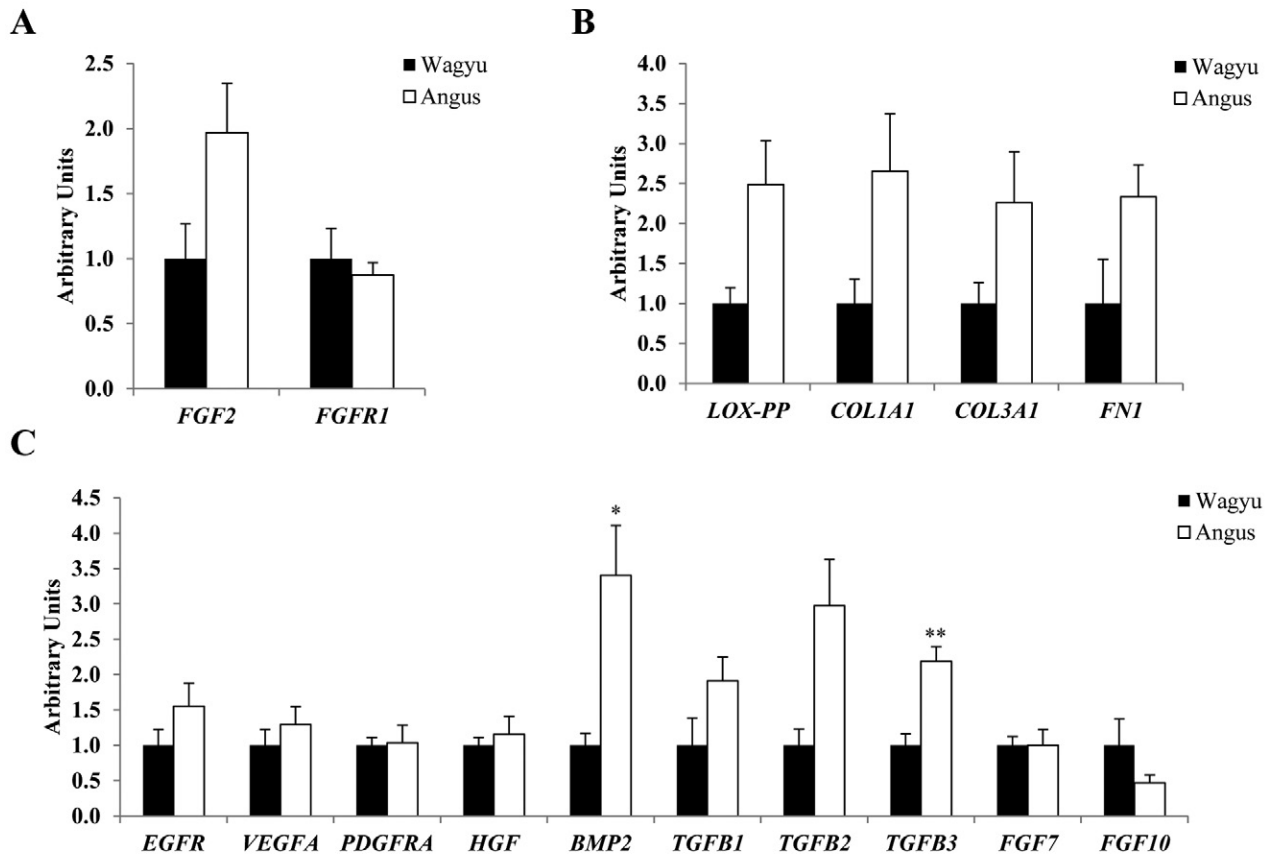 A
Wagyu
Angus
2.5
2.0
1.5
1.0
0.5
0.0
Arbitrary Units
FGF2 FGFR1
B
Wagyu
Angus
4.0
3.5
3.0
2.5
2.0
1.5
1.0
0.5
0.0
Arbitrary Units
LOX-PP COL1A1 COL3A1 FN1
C
Wagyu
Angus
4.5
4.0
3.5
3.0
2.5
2.0
1.5
1.0
0.5
0.0
Arbitrary Units
*
**
EGFR VEGFA PDGFRA HGF BMP2 TGFB1 TGFB2 TGFB3 FGF7 FGF10